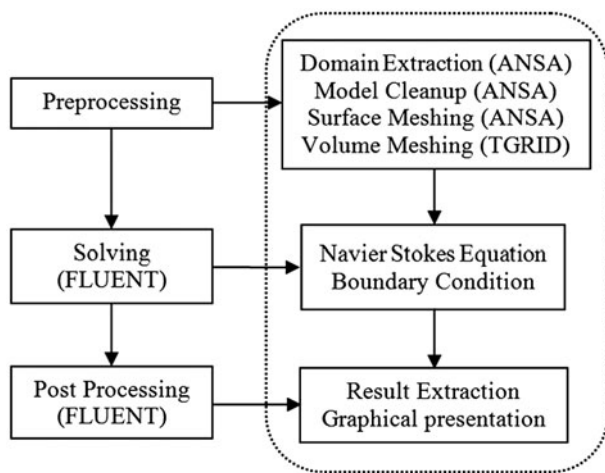 Preprocessing
Domain Extraction (ANSA)
Model Cleanup (ANSA)
Surface Meshing (ANSA)
Volume Meshing (TGRID)
Solving
(FLUENT)
Navier Stokes Equation
Boundary Condition
Post Processing
(FLUENT)
Result Extraction
Graphical presentation